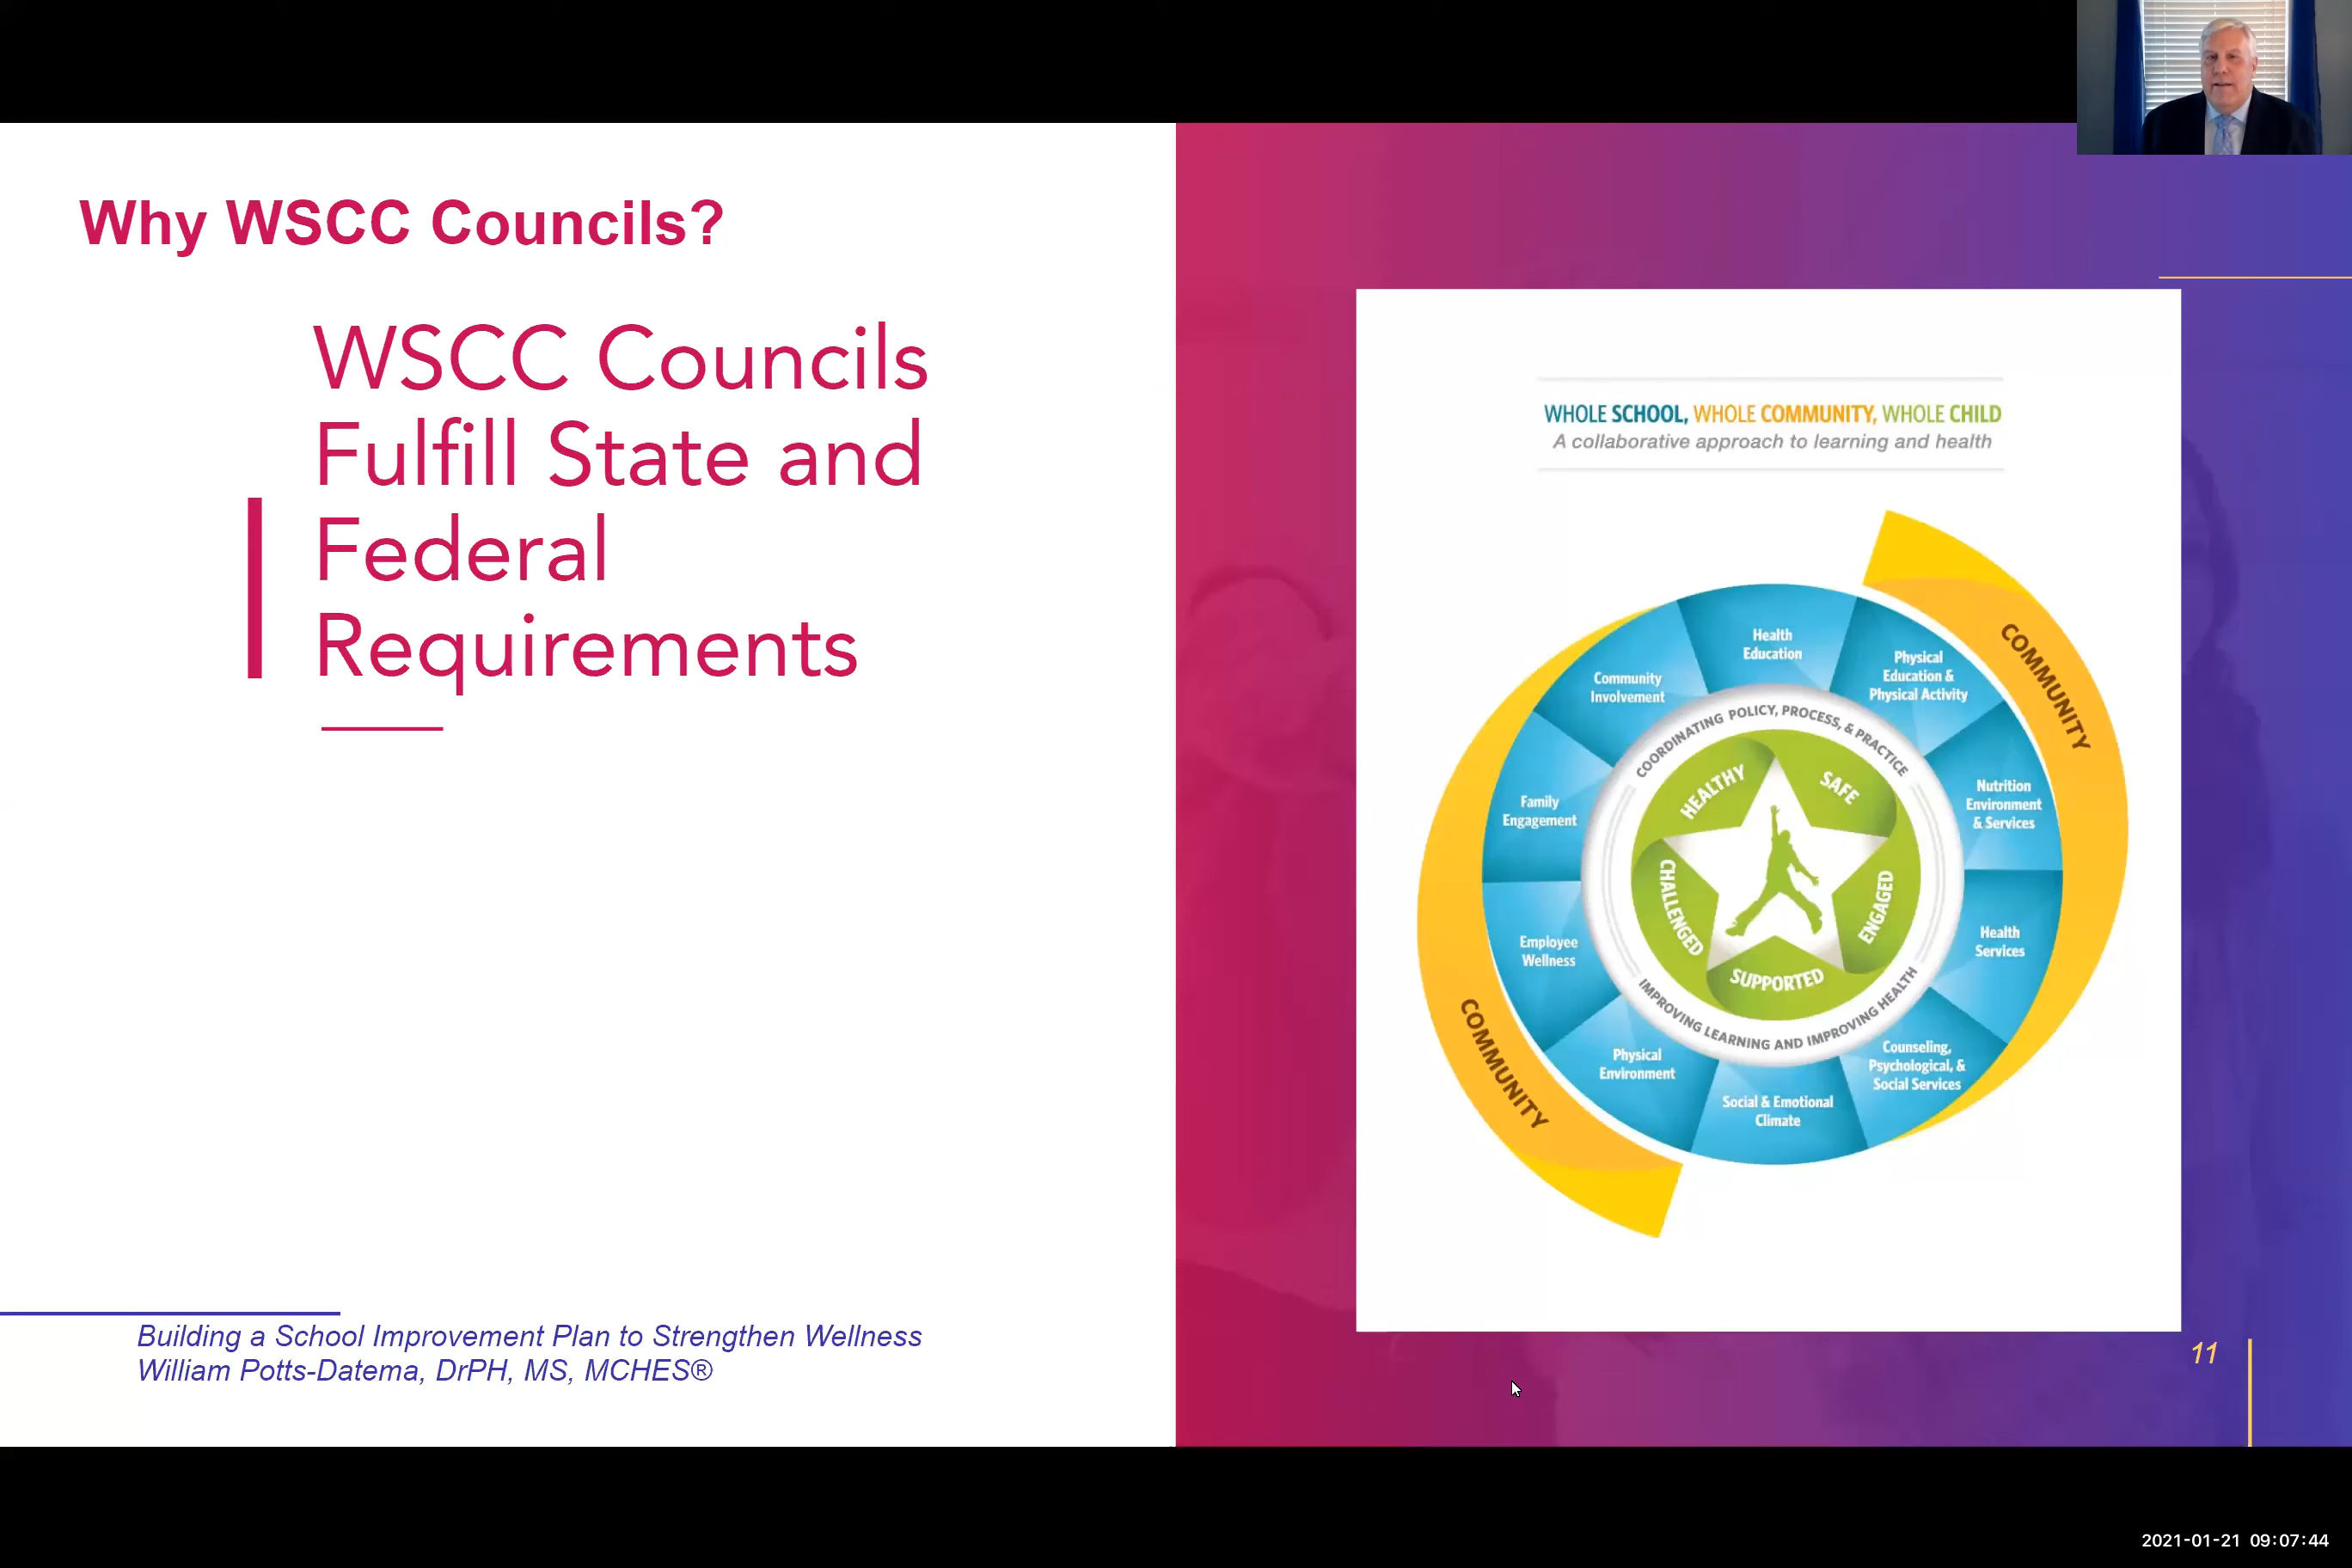 Why WSCC Councils?
WSCC Councils
Fulfill State and
Federal
Requirements
Building a School Improvement Plan to Strengthen Wellness
William Potts-Datema, DrPH, MS, MCHES®
WHOLE SCHOOL, WHOLE COMMUNITY, WHOLE CHILD
A collaborative approach to learning and health
COMMUNITY
Health
Education
Physical
Education &
Physical Activity
Nutrition
Environment
& Services
Health
Services
Counseling,
Psychological, &
Social Services
Social & Emotional
Climate
Physical
Environment
Employee
Wellness
Family
Engagement
Community
Involvement
COORDINATING POLICY, PROCESS, & PRACTICE
IMPROVING LEARNING AND IMPROVING HEALTH
HEALTHY
SAFE
ENGAGED
SUPPORTED
CHALLENGED
COMMUNITY
11
2021-01-21 09:07:44